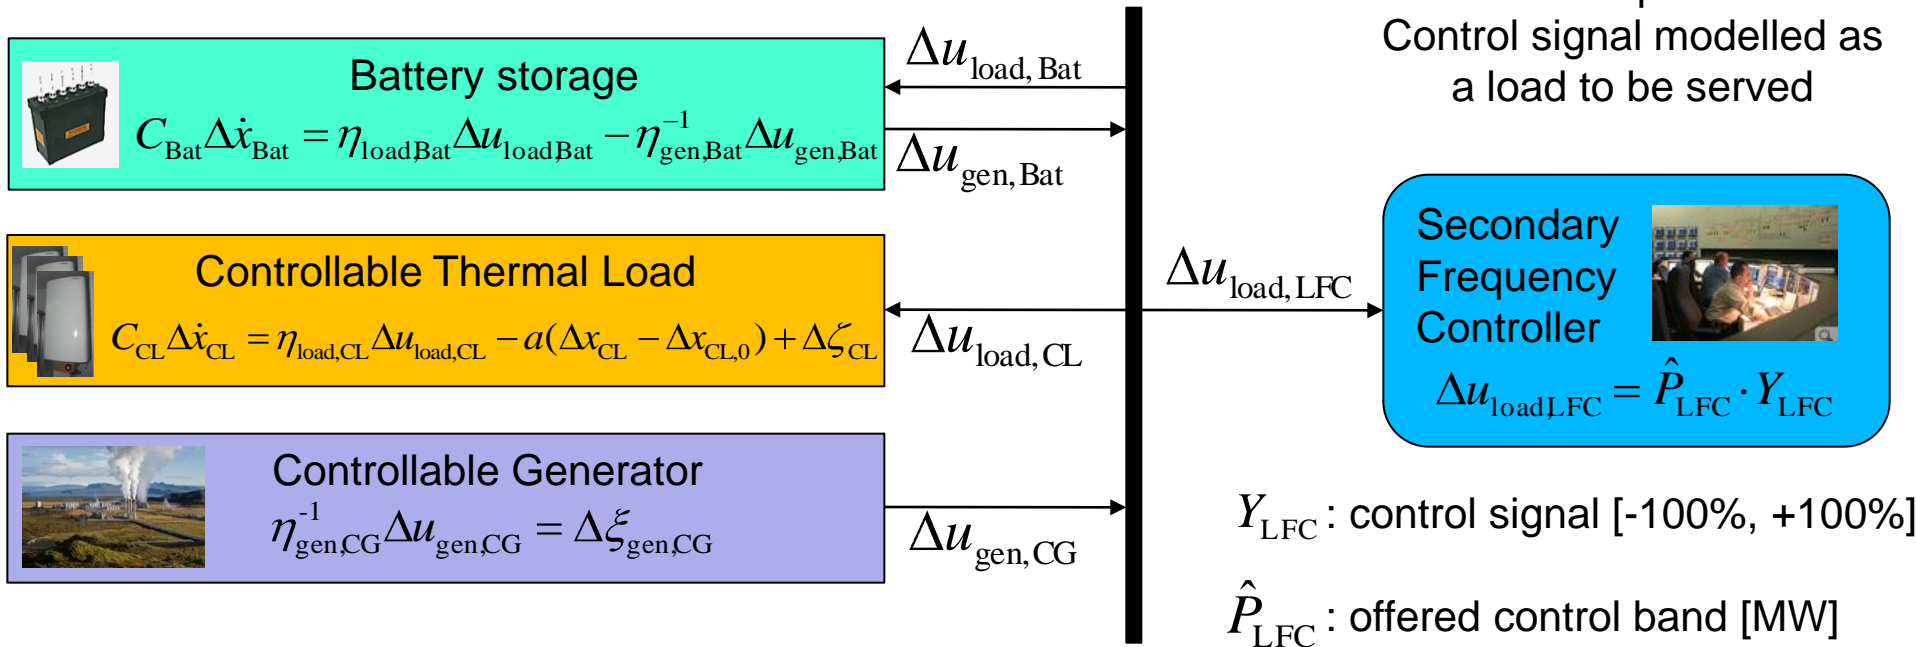 Control signal modelled as
a load to be served
Battery storage
C_Bat Δẋ_Bat = η_load,Bat Δu_load,Bat − η⁻¹_gen,Bat Δu_gen,Bat
Δu_load, Bat
Δu_gen, Bat
Controllable Thermal Load
C_CL Δẋ_CL = η_load,CL Δu_load,CL − a(Δx_CL − Δx_CL,0) + Δζ_CL
Δu_load, CL
Controllable Generator
η⁻¹_gen,CG Δu_gen,CG = Δξ_gen,CG
Δu_gen, CG
Δu_load, LFC
Secondary
Frequency
Controller
Δu_load,LFC = P̂_LFC · Y_LFC
Y_LFC : control signal [-100%, +100%]
P̂_LFC : offered control band [MW]